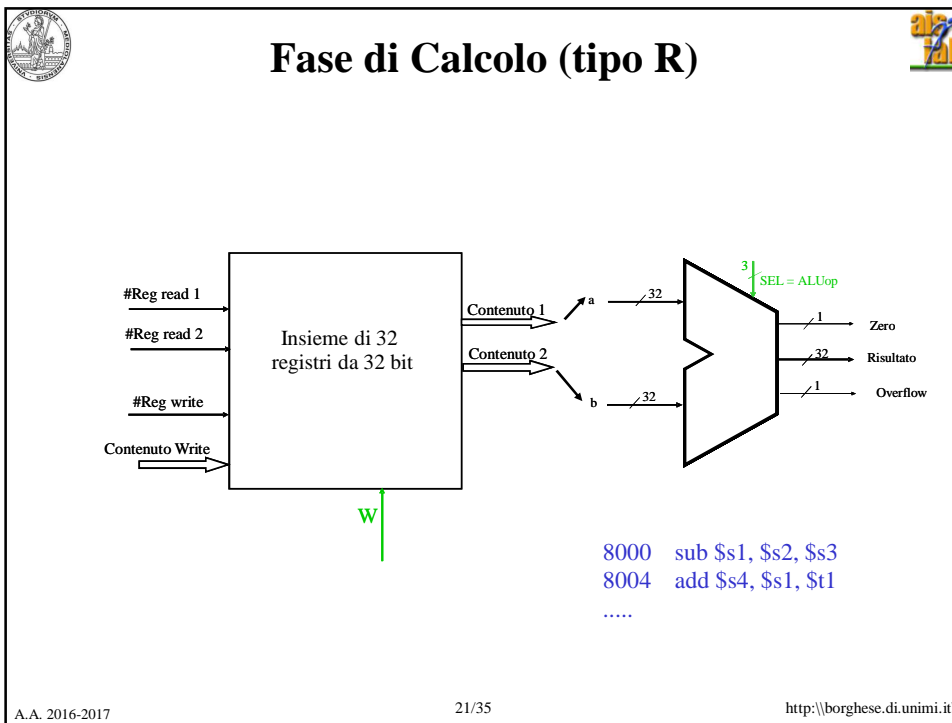 Fase di Calcolo (tipo R)
#Reg read 1
#Reg read 2
#Reg write
Contenuto Write
Insieme di 32
registri da 32 bit
W
Contenuto 1
Contenuto 2
a
b
32
32
3
SEL = ALUop
1
Zero
32
Risultato
1
Overflow
8000 sub $s1, $s2, $s3
8004 add $s4, $s1, $t1
.....
A.A. 2016-2017
21/35
http:\\borghese.di.unimi.it